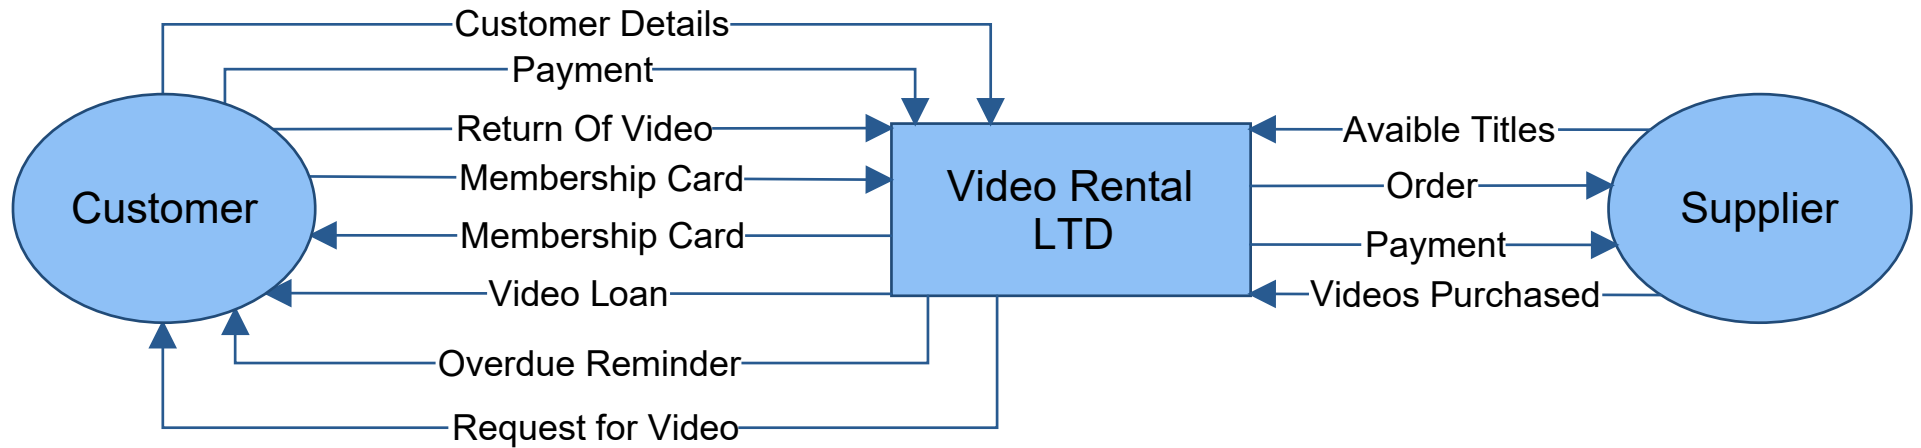 Customer Details
Payment
Return Of Video
Membership Card
Membership Card
Video Loan
Overdue Reminder
Request for Video
Customer
Video Rental
LTD
Avaible Titles
Order
Payment
Videos Purchased
Supplier